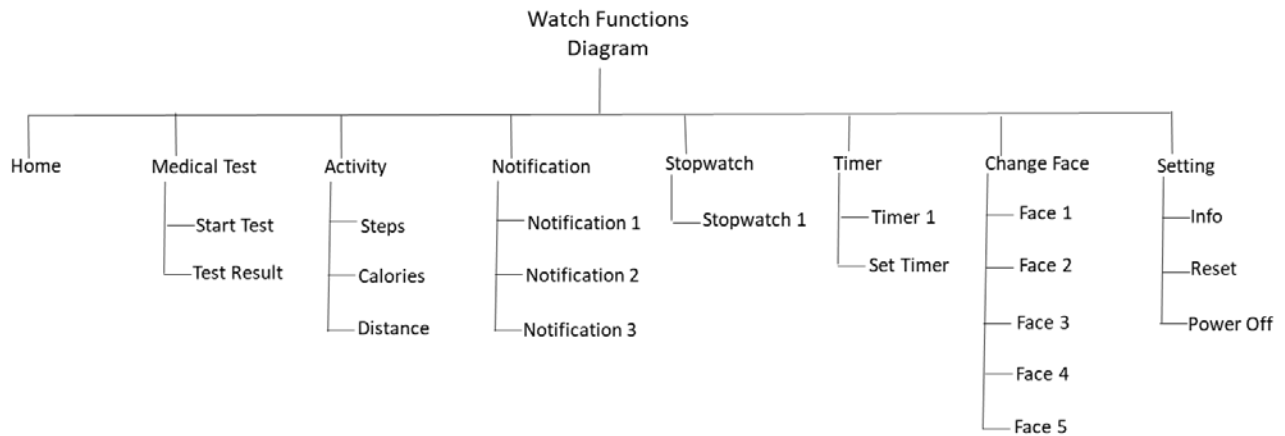 Watch Functions
Diagram
Home
Medical Test
Activity
Notification
Stopwatch
Timer
Change Face
Setting
Start Test
Test Result
Steps
Calories
Distance
Notification 1
Notification 2
Notification 3
Stopwatch 1
Timer 1
Set Timer
Face 1
Face 2
Face 3
Face 4
Face 5
Info
Reset
Power Off